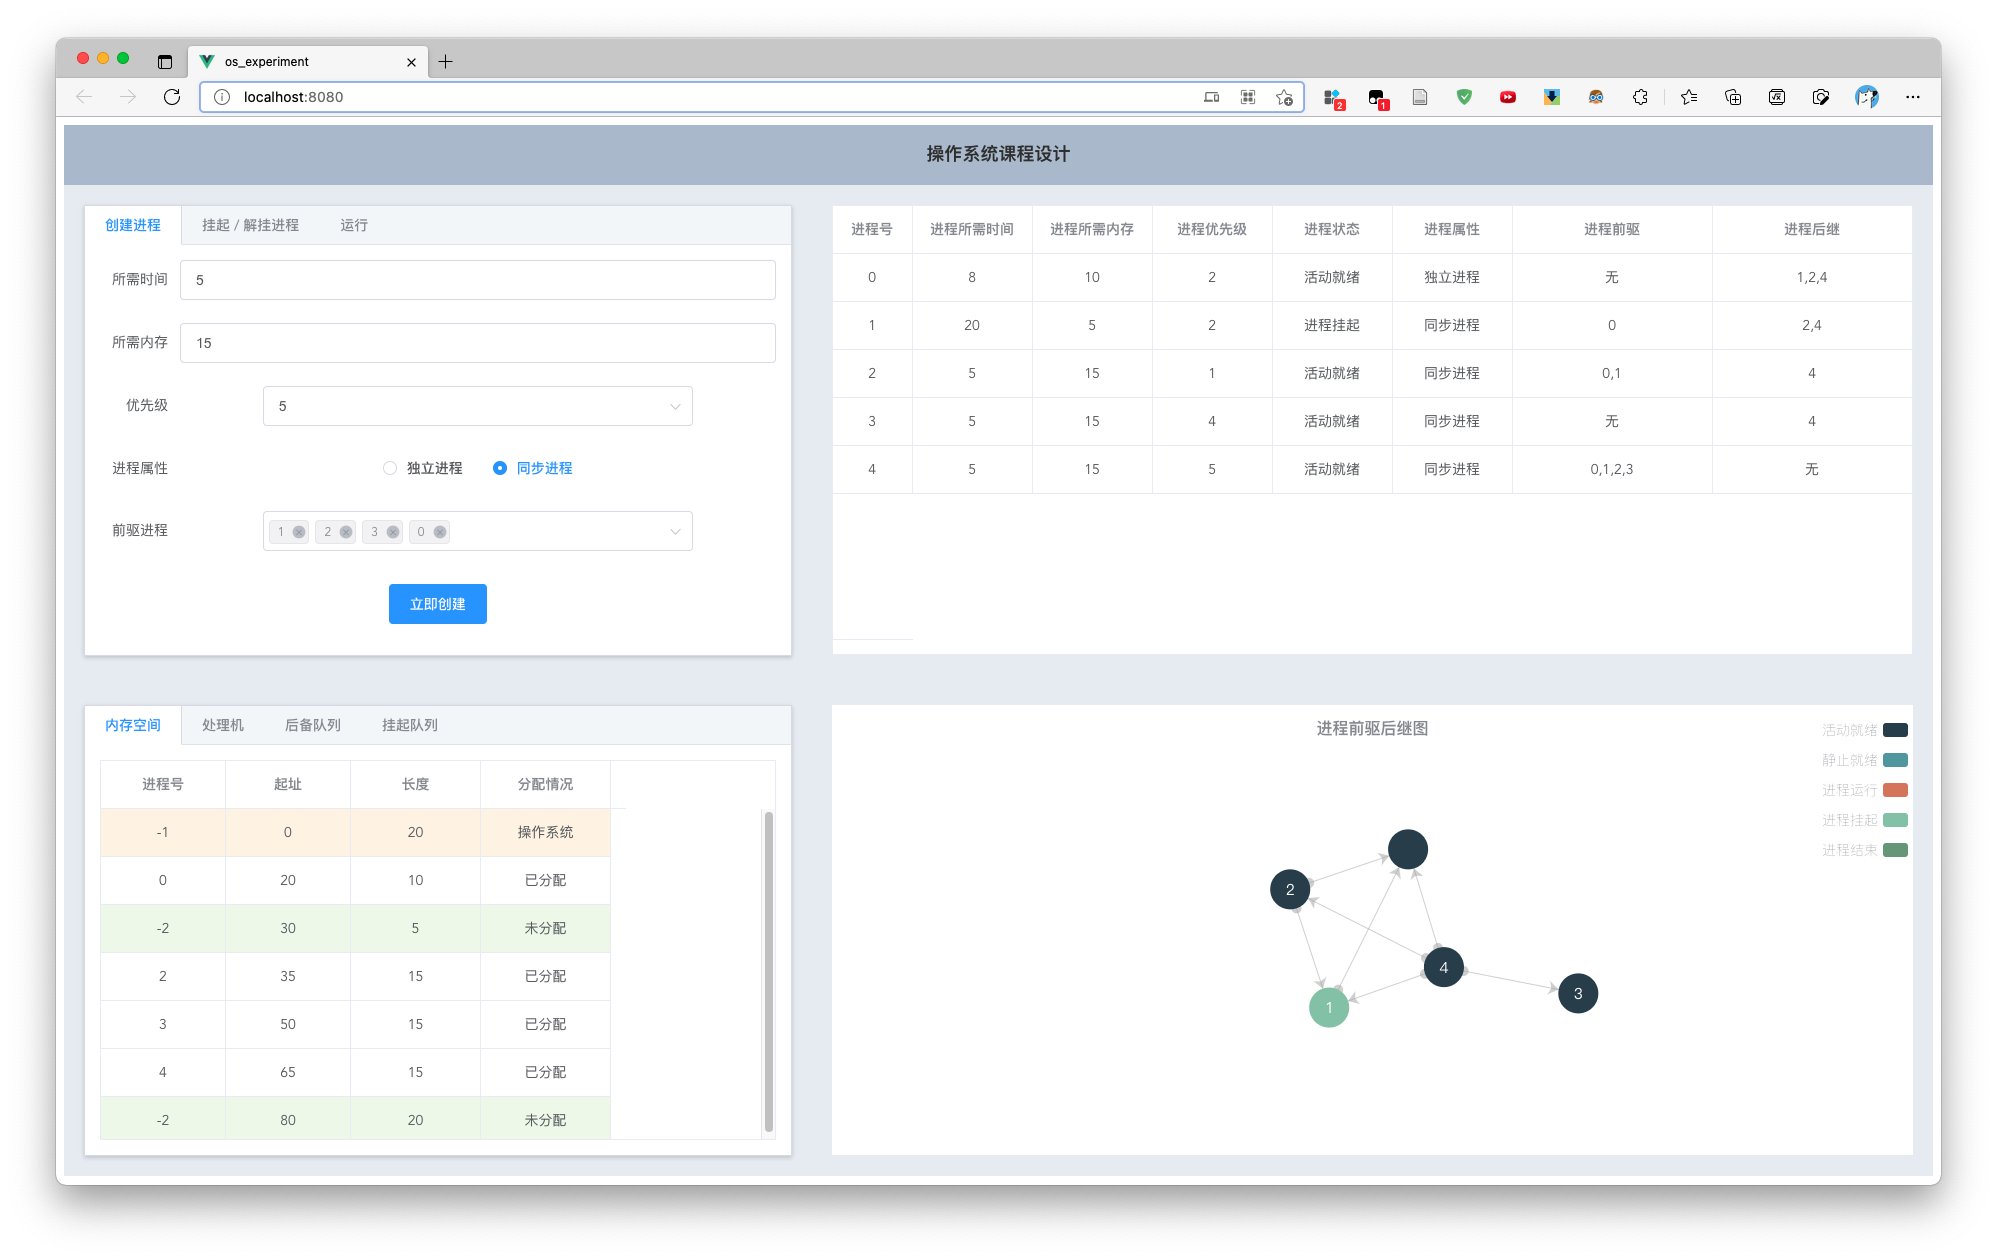 os_experiment
localhost:8080
2
1
操作系统课程设计
创建进程 挂起 / 解挂进程 运行
所需时间 5
所需内存 15
优先级 5
进程属性 独立进程 同步进程
前驱进程 1 2 3 0
立即创建
进程号 进程所需时间 进程所需内存 进程优先级 进程状态 进程属性 进程前驱 进程后继
0 8 10 2 活动就绪 独立进程 无 1,2,4
1 20 5 2 进程挂起 同步进程 0 2,4
2 5 15 1 活动就绪 同步进程 0,1 4
3 5 15 4 活动就绪 同步进程 无 4
4 5 15 5 活动就绪 同步进程 0,1,2,3 无
内存空间 处理机 后备队列 挂起队列
进程号 起址 长度 分配情况
-1 0 20 操作系统
0 20 10 已分配
-2 30 5 未分配
2 35 15 已分配
3 50 15 已分配
4 65 15 已分配
-2 80 20 未分配
进程前驱后继图
活动就绪
静止就绪
进程运行
进程挂起
进程结束
2
4
3
1